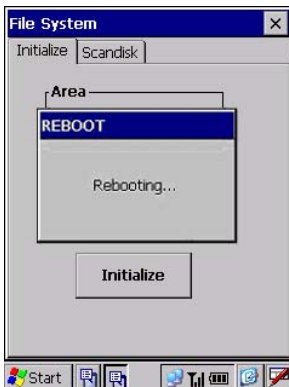 File System
Initialize Scandisk
Area
REBOOT
Rebooting...
Initialize
Start